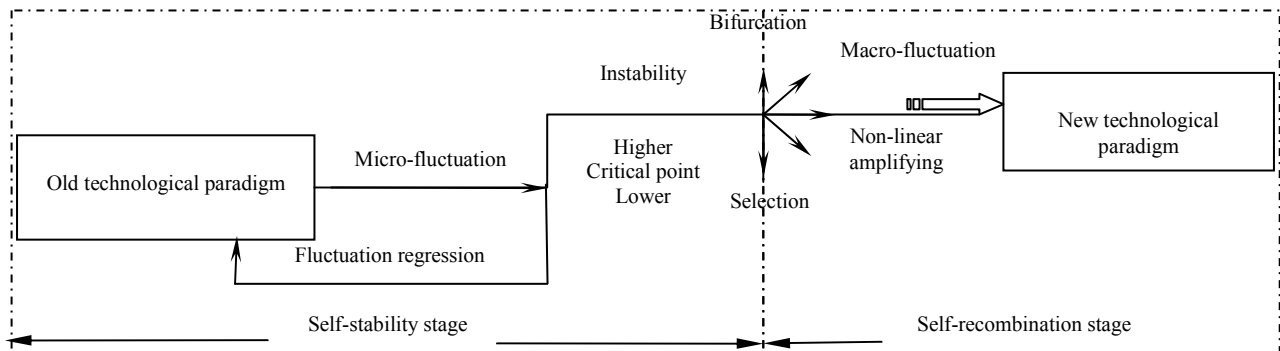 Bifurcation
Macro-fluctuation
Instability
New technological
paradigm
Non-linear
amplifying
Higher
Critical point
Lower
Micro-fluctuation
Old technological paradigm
Selection
Fluctuation regression
Self-stability stage
Self-recombination stage